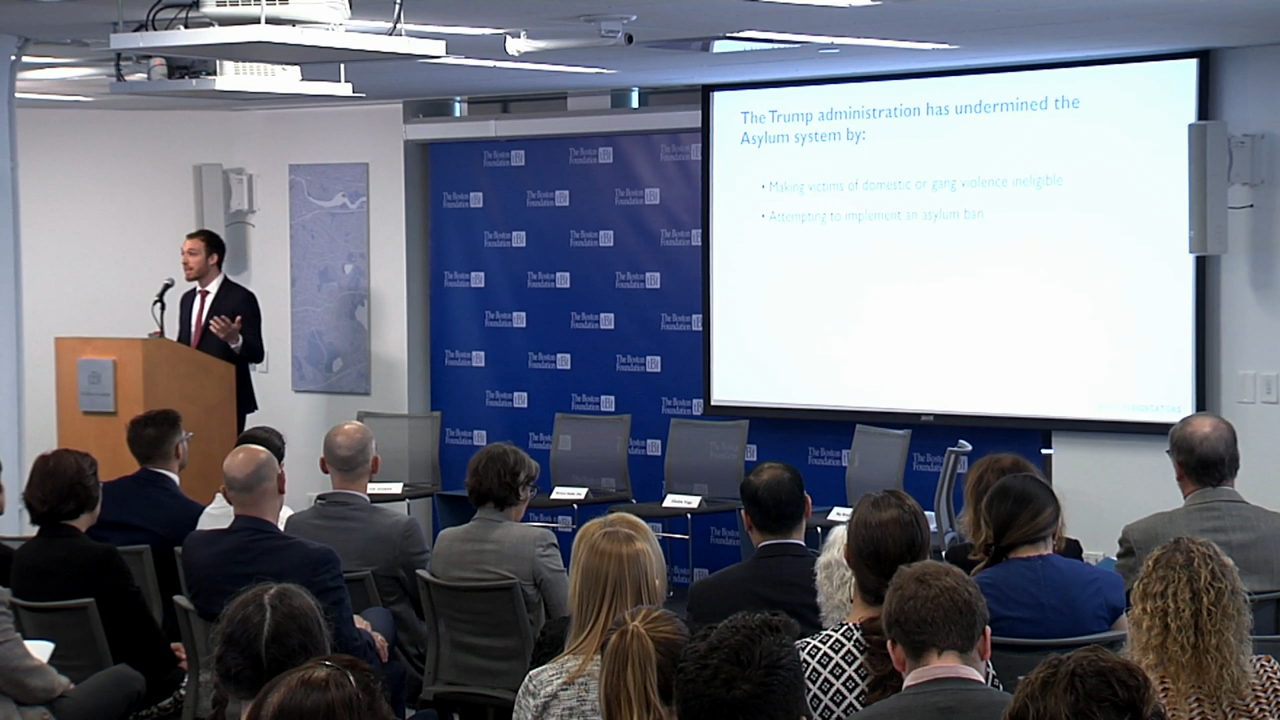 The Trump administration has undermined the
Asylum system by:
• Making victims of domestic or gang violence ineligible
• Attempting to implement an asylum ban
The Boston
Foundation
tBf